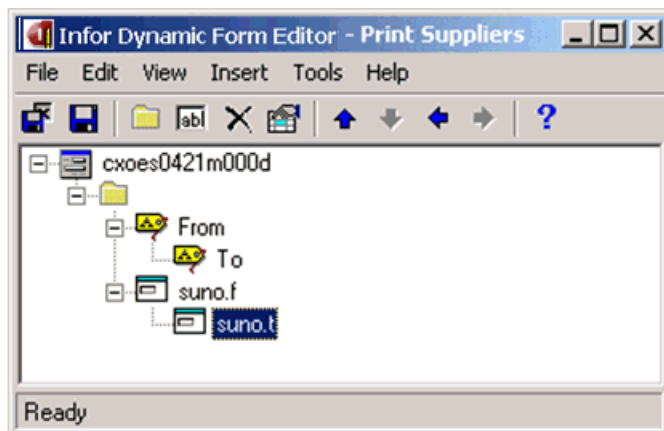 Infor Dynamic Form Editor - Print Suppliers
File Edit View Insert Tools Help
abl ?
cxoes0421m000d
From
To
suno.f
suno.t
Ready